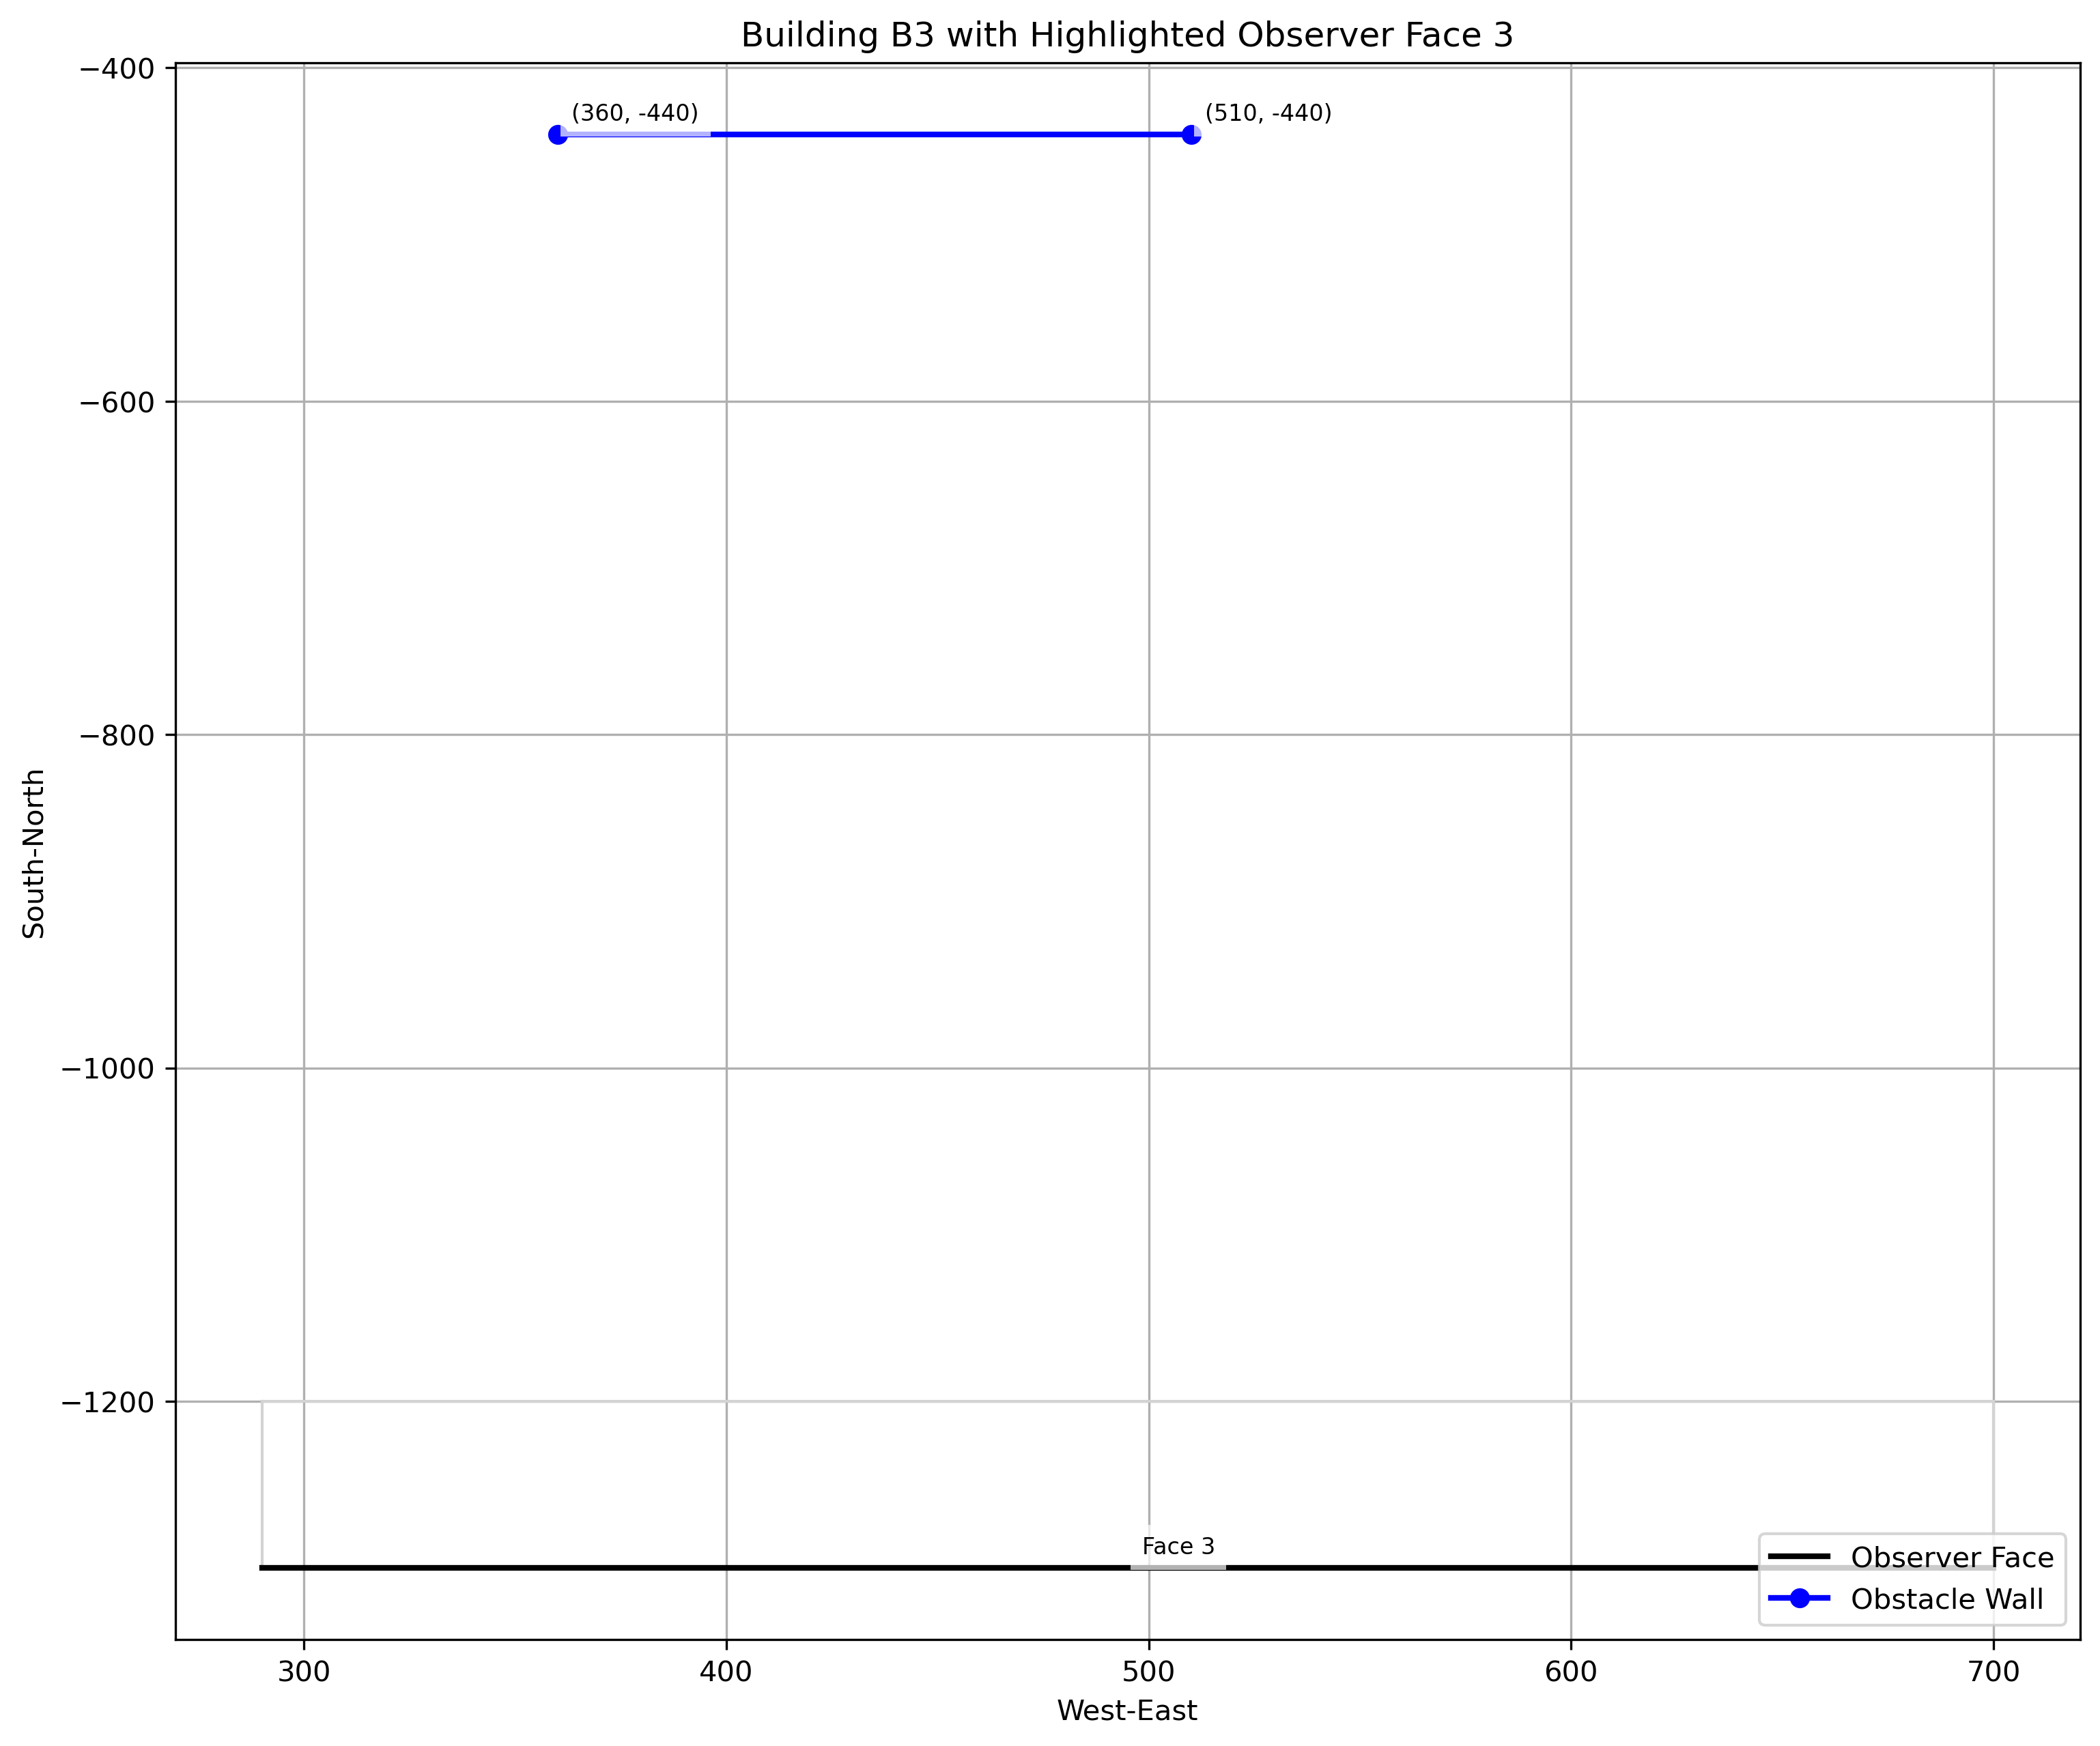 Building B3 with Highlighted Observer Face 3
−400
(360, -440)
(510, -440)
−600
−800
South-North
−1000
−1200
Face 3
Observer Face
Obstacle Wall
300
400
500
600
700
West-East